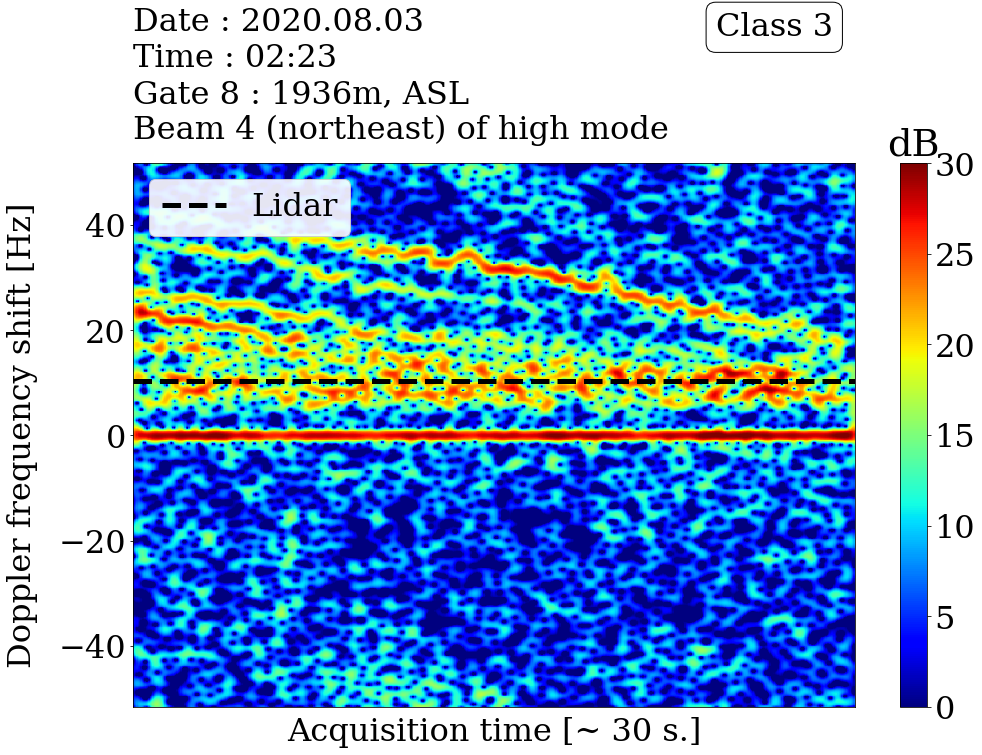 Date : 2020.08.03
Class 3
Time : 02:23
Gate 8 : 1936m, ASL
Beam 4 (northeast) of high mode
dB
Lidar
Doppler frequency shift [Hz]
40
20
0
−20
−40
30
25
20
15
10
5
0
Acquisition time [~ 30 s.]